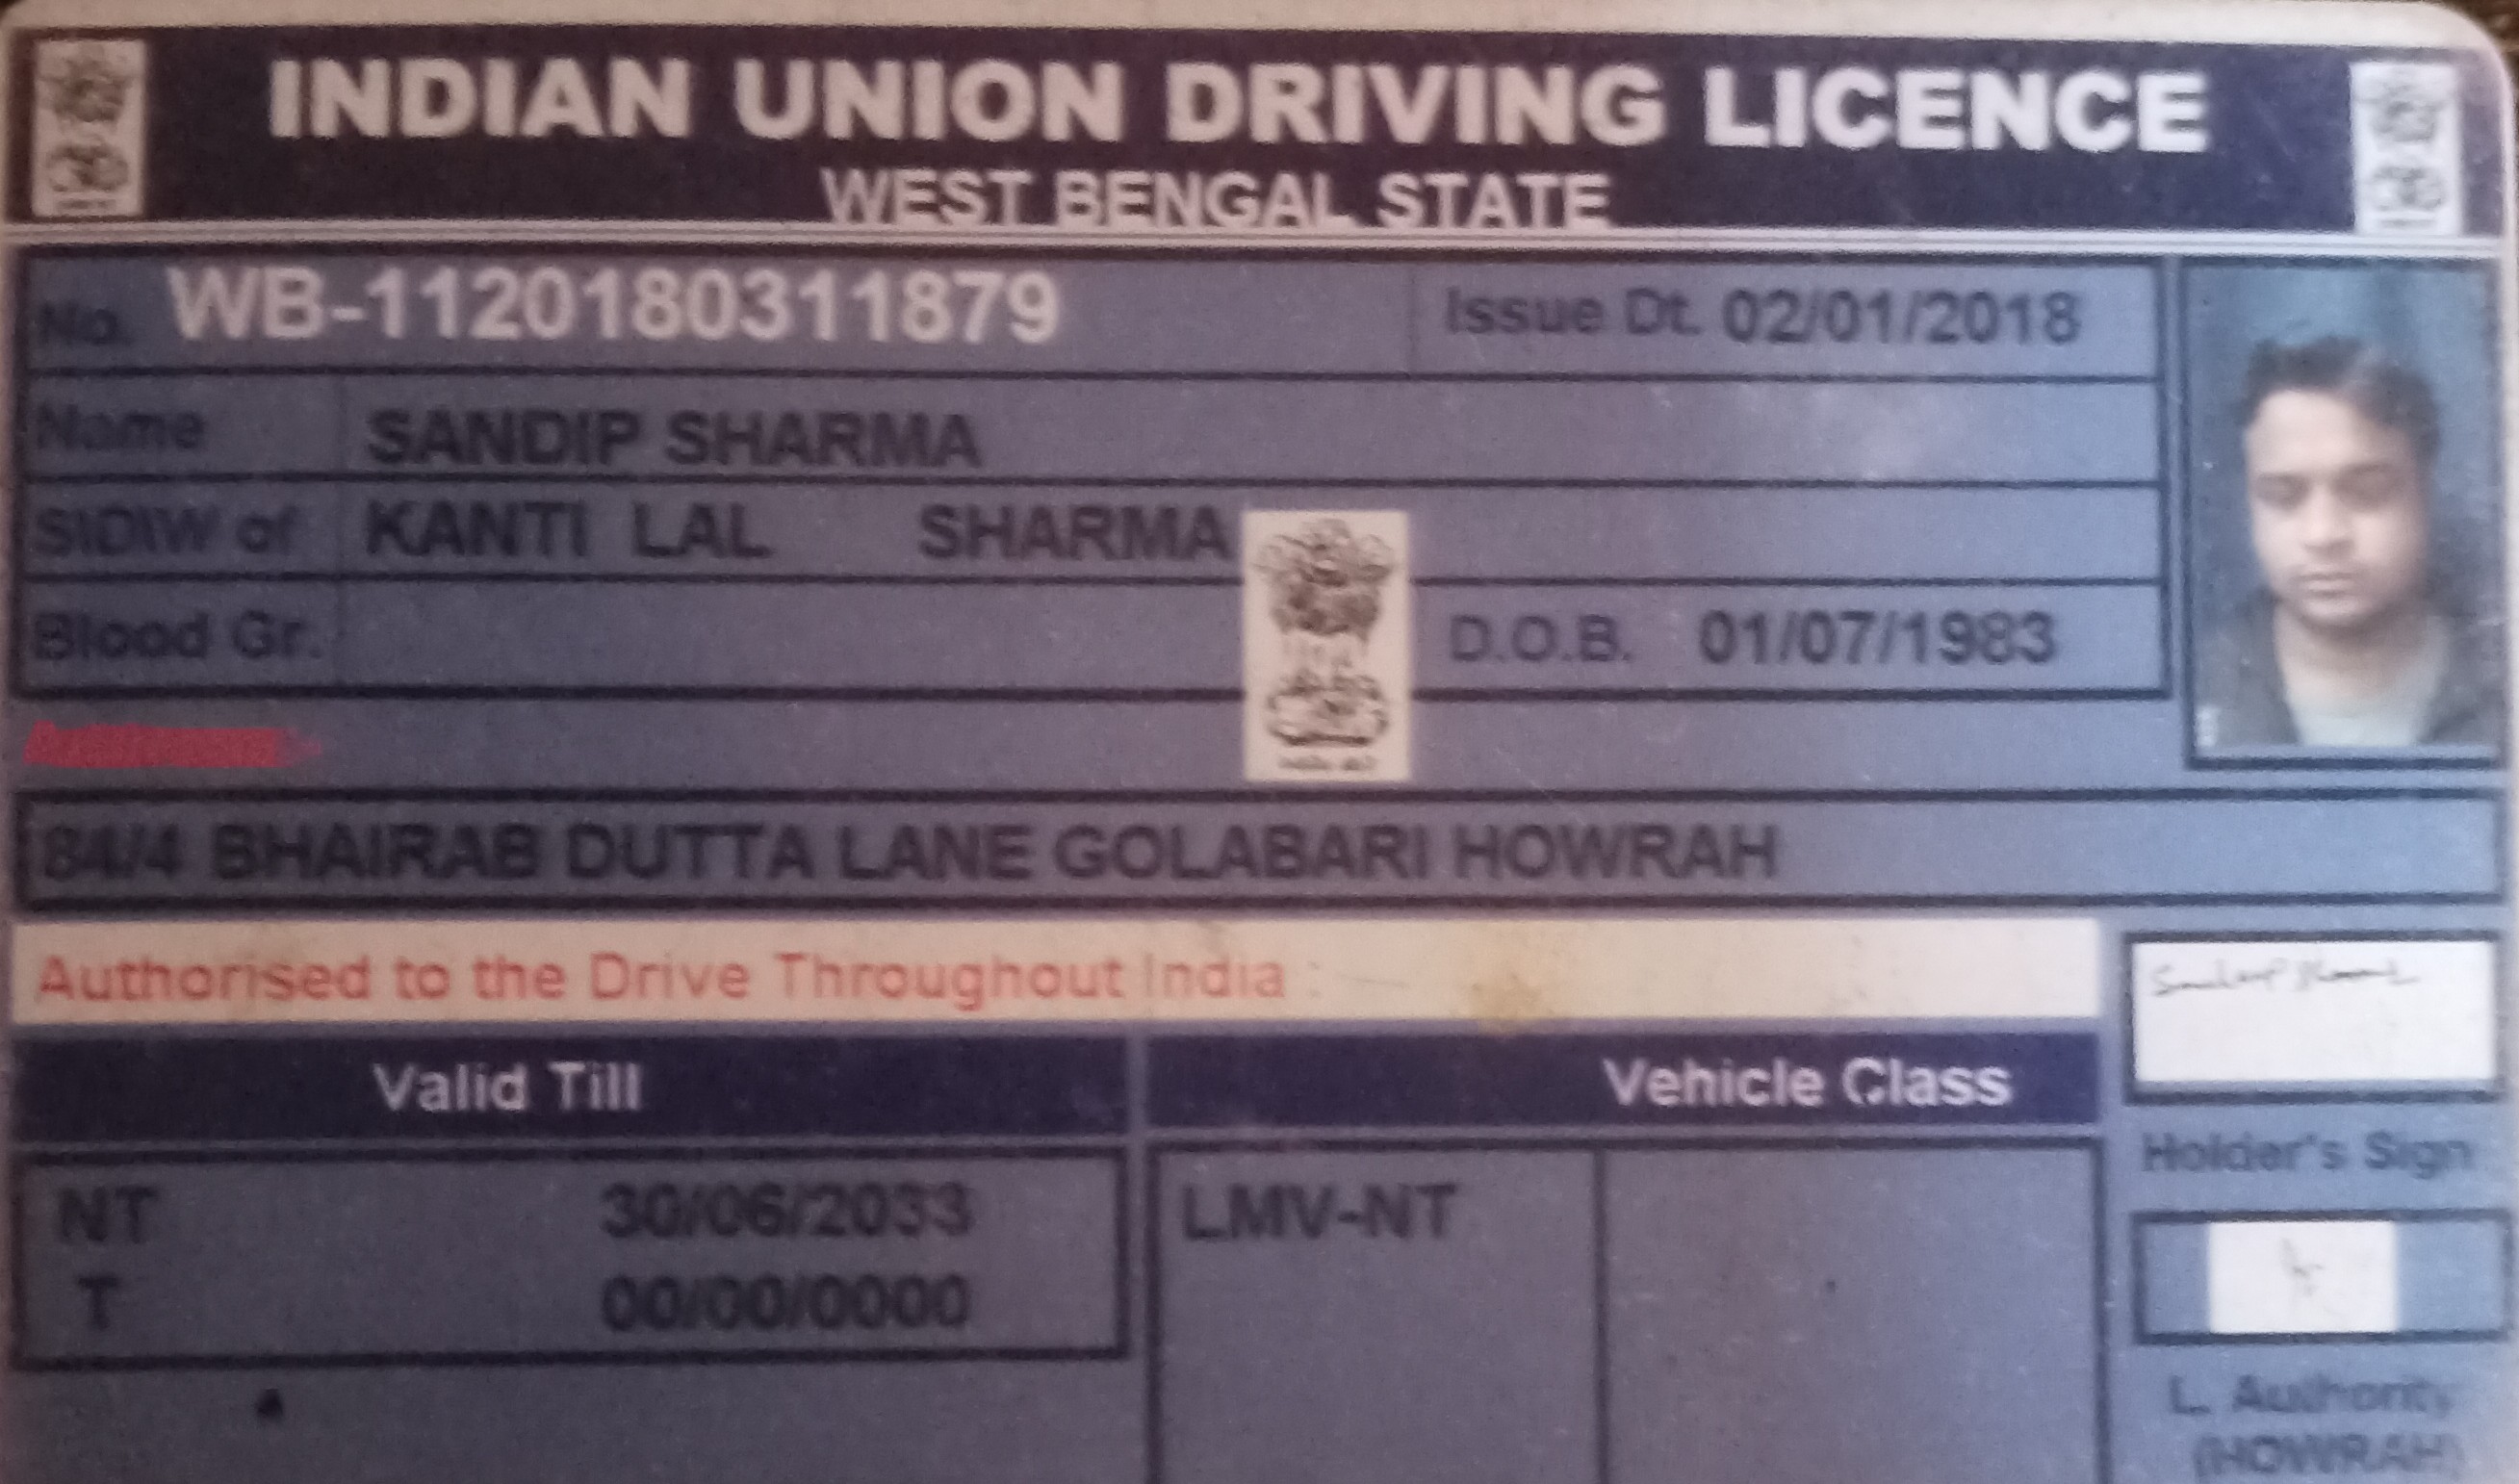 INDIAN UNION DRIVING LICENCE
WEST BENGAL STATE
No. WB-1120180311879 Issue Dt. 02/01/2018
Name SANDIP SHARMA
S/D/W of KANTI LAL SHARMA
Blood Gr. D.O.B. 01/07/1983
84/4 BHAIRAB DUTTA LANE GOLABARI HOWRAH
Authorised to the Drive Throughout India :
Valid Till Vehicle Class
NT 30/06/2033 LMV-NT
T 00/00/0000
Holder's Sign
L. Authority
(HOWRAH)